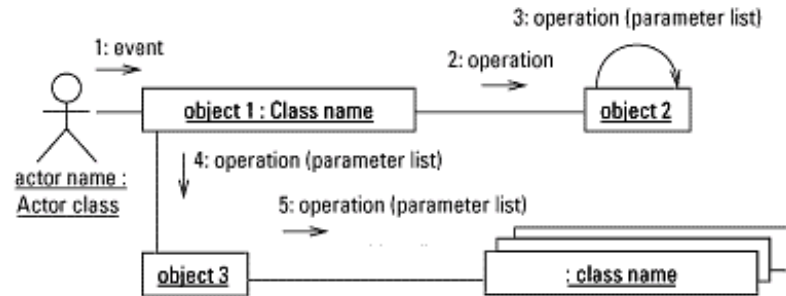 3: operation (parameter list)
1: event
2: operation
object 1 : Class name
object 2
4: operation (parameter list)
actor name :
Actor class
5: operation (parameter list)
object 3
: class name